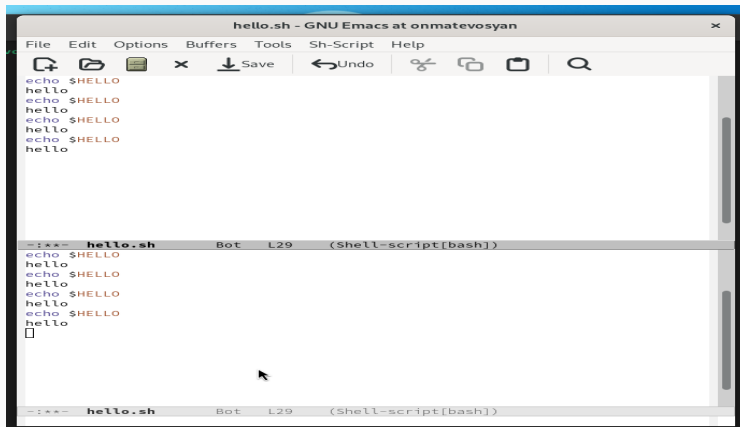 hello.sh - GNU Emacs at onmatevosyan
File Edit Options Buffers Tools Sh-Script Help
Save Undo
echo $HELLO
hello
echo $HELLO
hello
echo $HELLO
hello
echo $HELLO
hello
-:**- hello.sh Bot L29 (Shell-script[bash])
echo $HELLO
hello
echo $HELLO
hello
echo $HELLO
hello
echo $HELLO
hello
-:**- hello.sh Bot L29 (Shell-script[bash])